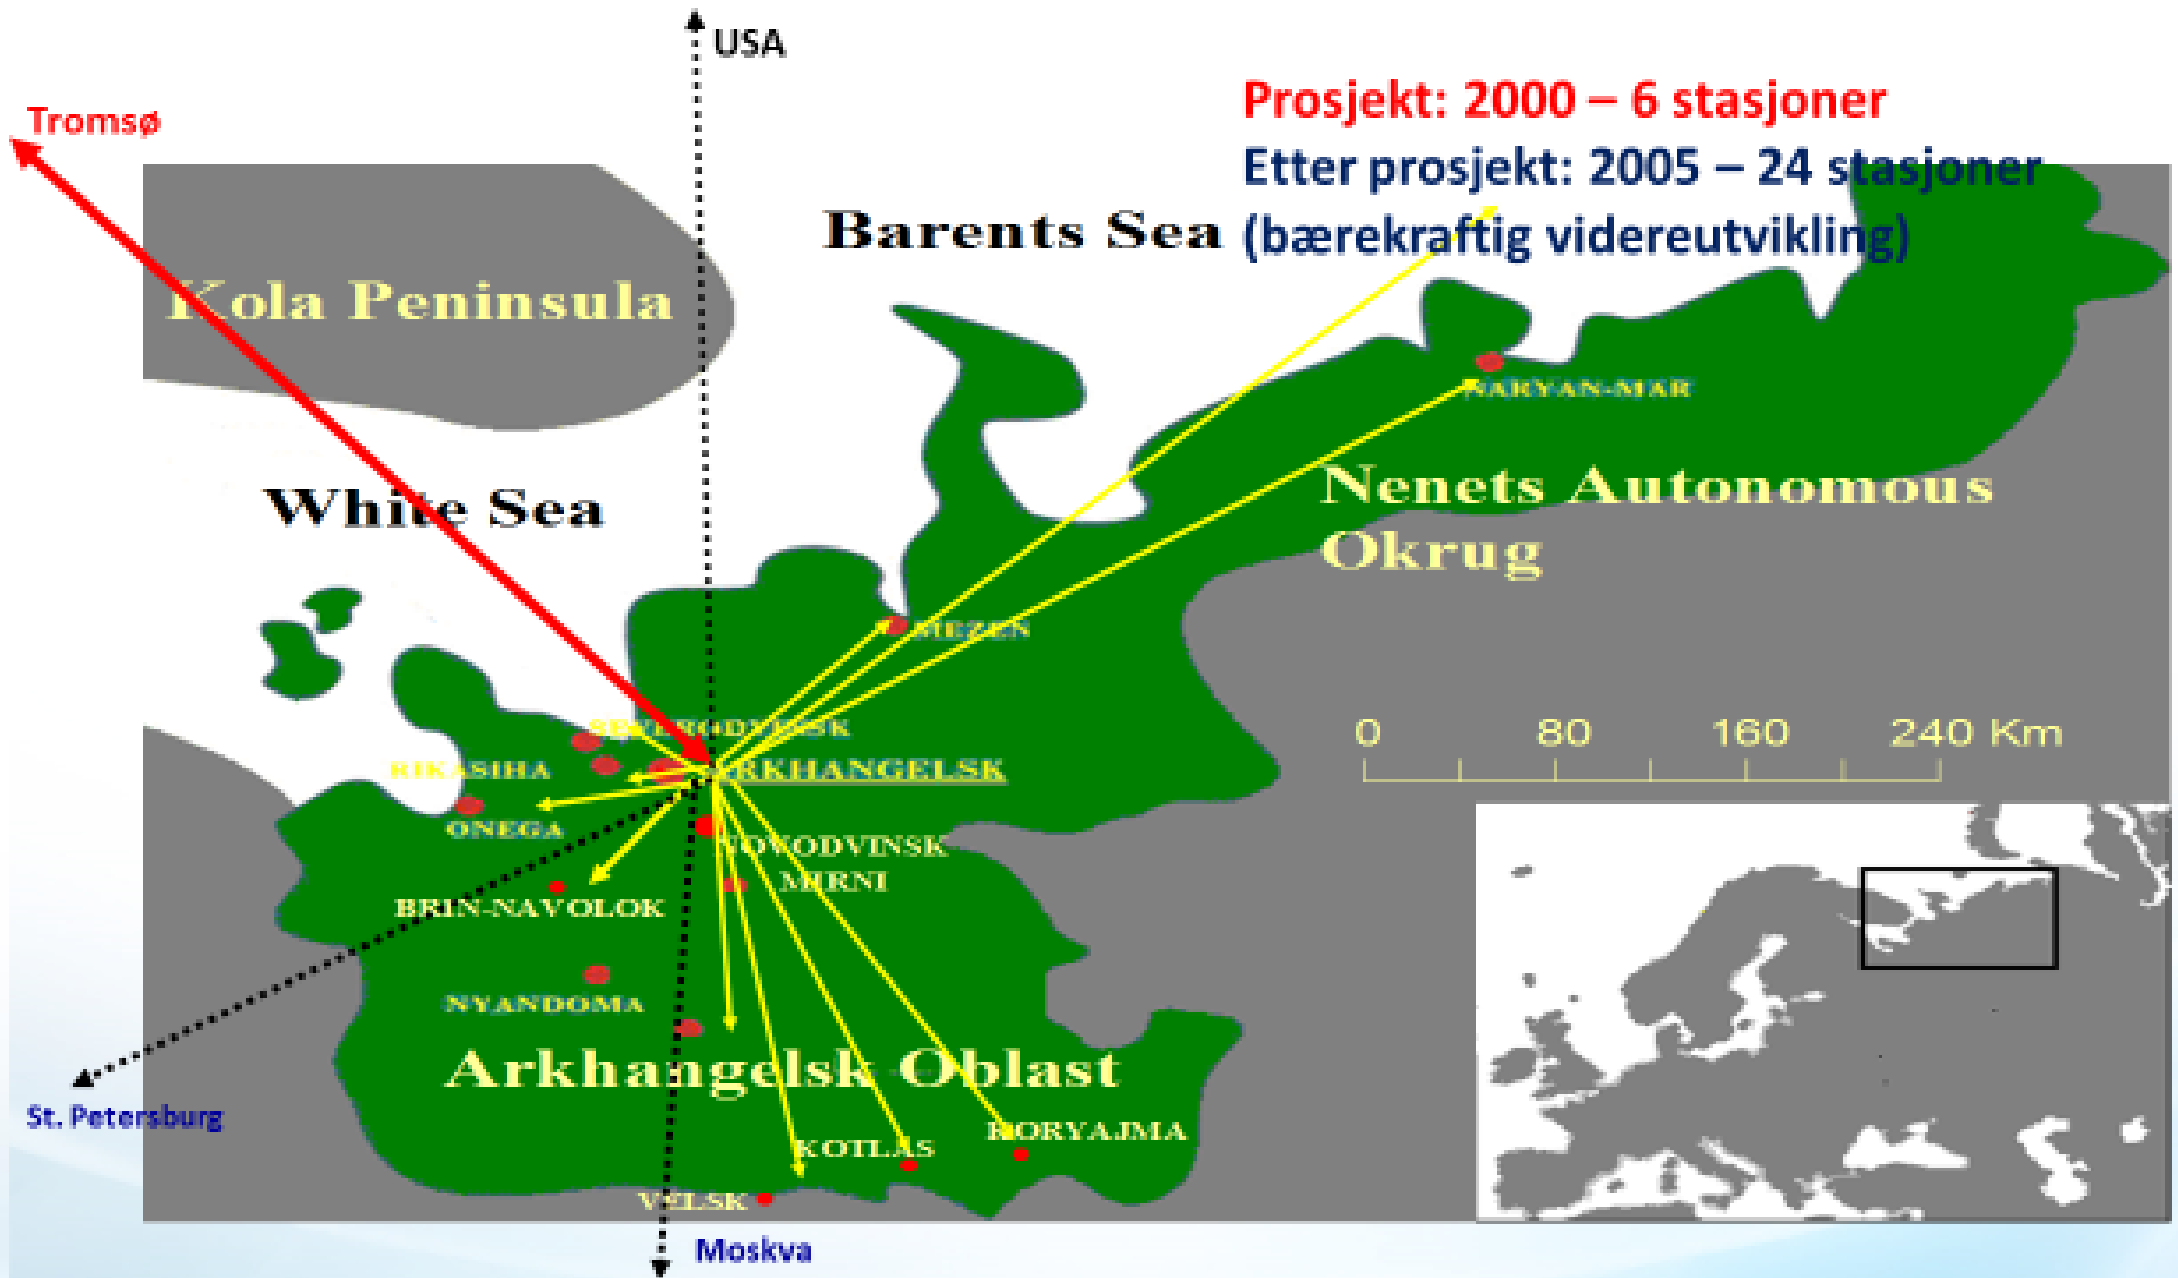 USA
Tromsø
Prosjekt: 2000 – 6 stasjoner
Etter prosjekt: 2005 – 24 stasjoner
(bærekraftig videreutvikling)
Barents Sea
Kola Peninsula
NARYAN-MAR
White Sea
Nenets Autonomous
Okrug
MEZEN
SEVERODVINSK
0 80 160 240 Km
RIKASIHA
ARKHANGELSK
ONEGA
NOVODVINSK
MIRNI
BRIN-NAVOLOK
NYANDOMA
Arkhangelsk Oblast
St. Petersburg
KORYAJMA
KOTLAS
VELSK
Moskva